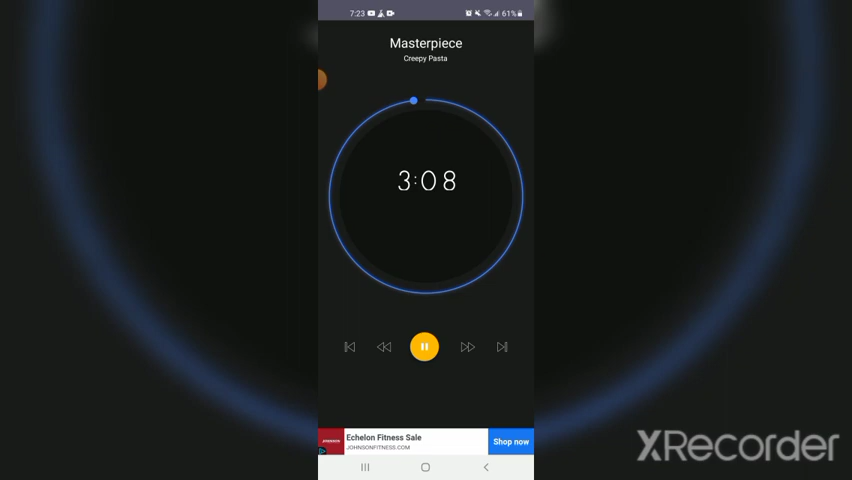 7:23
61%
Masterpiece
Creepy Pasta
3:08
Echelon Fitness Sale
JOHNSONFITNESS.COM
Shop now
XRecorder